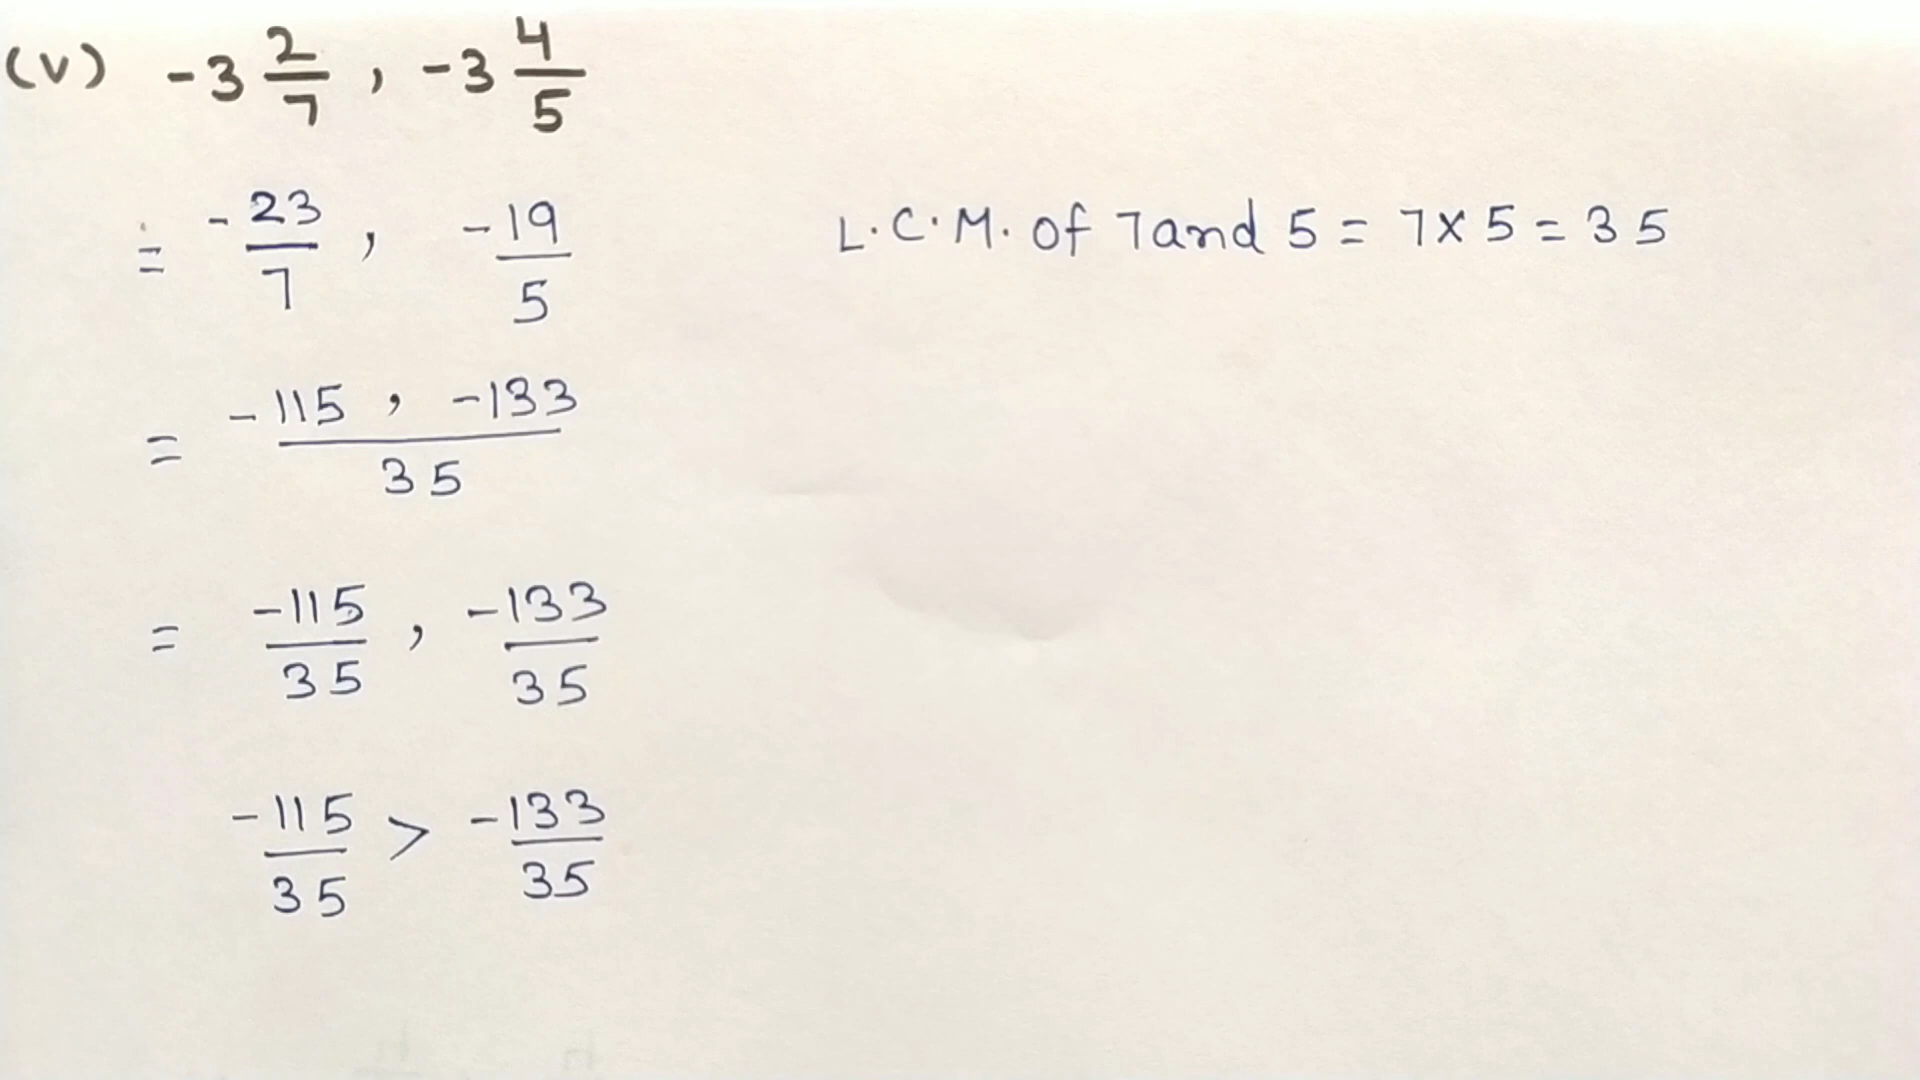 (v) -3 2/7 , -3 4/5
= -23/7 , -19/5
L.C.M. of 7 and 5 = 7 x 5 = 35
= -115 , -133 / 35
= -115/35 , -133/35
-115/35 > -133/35